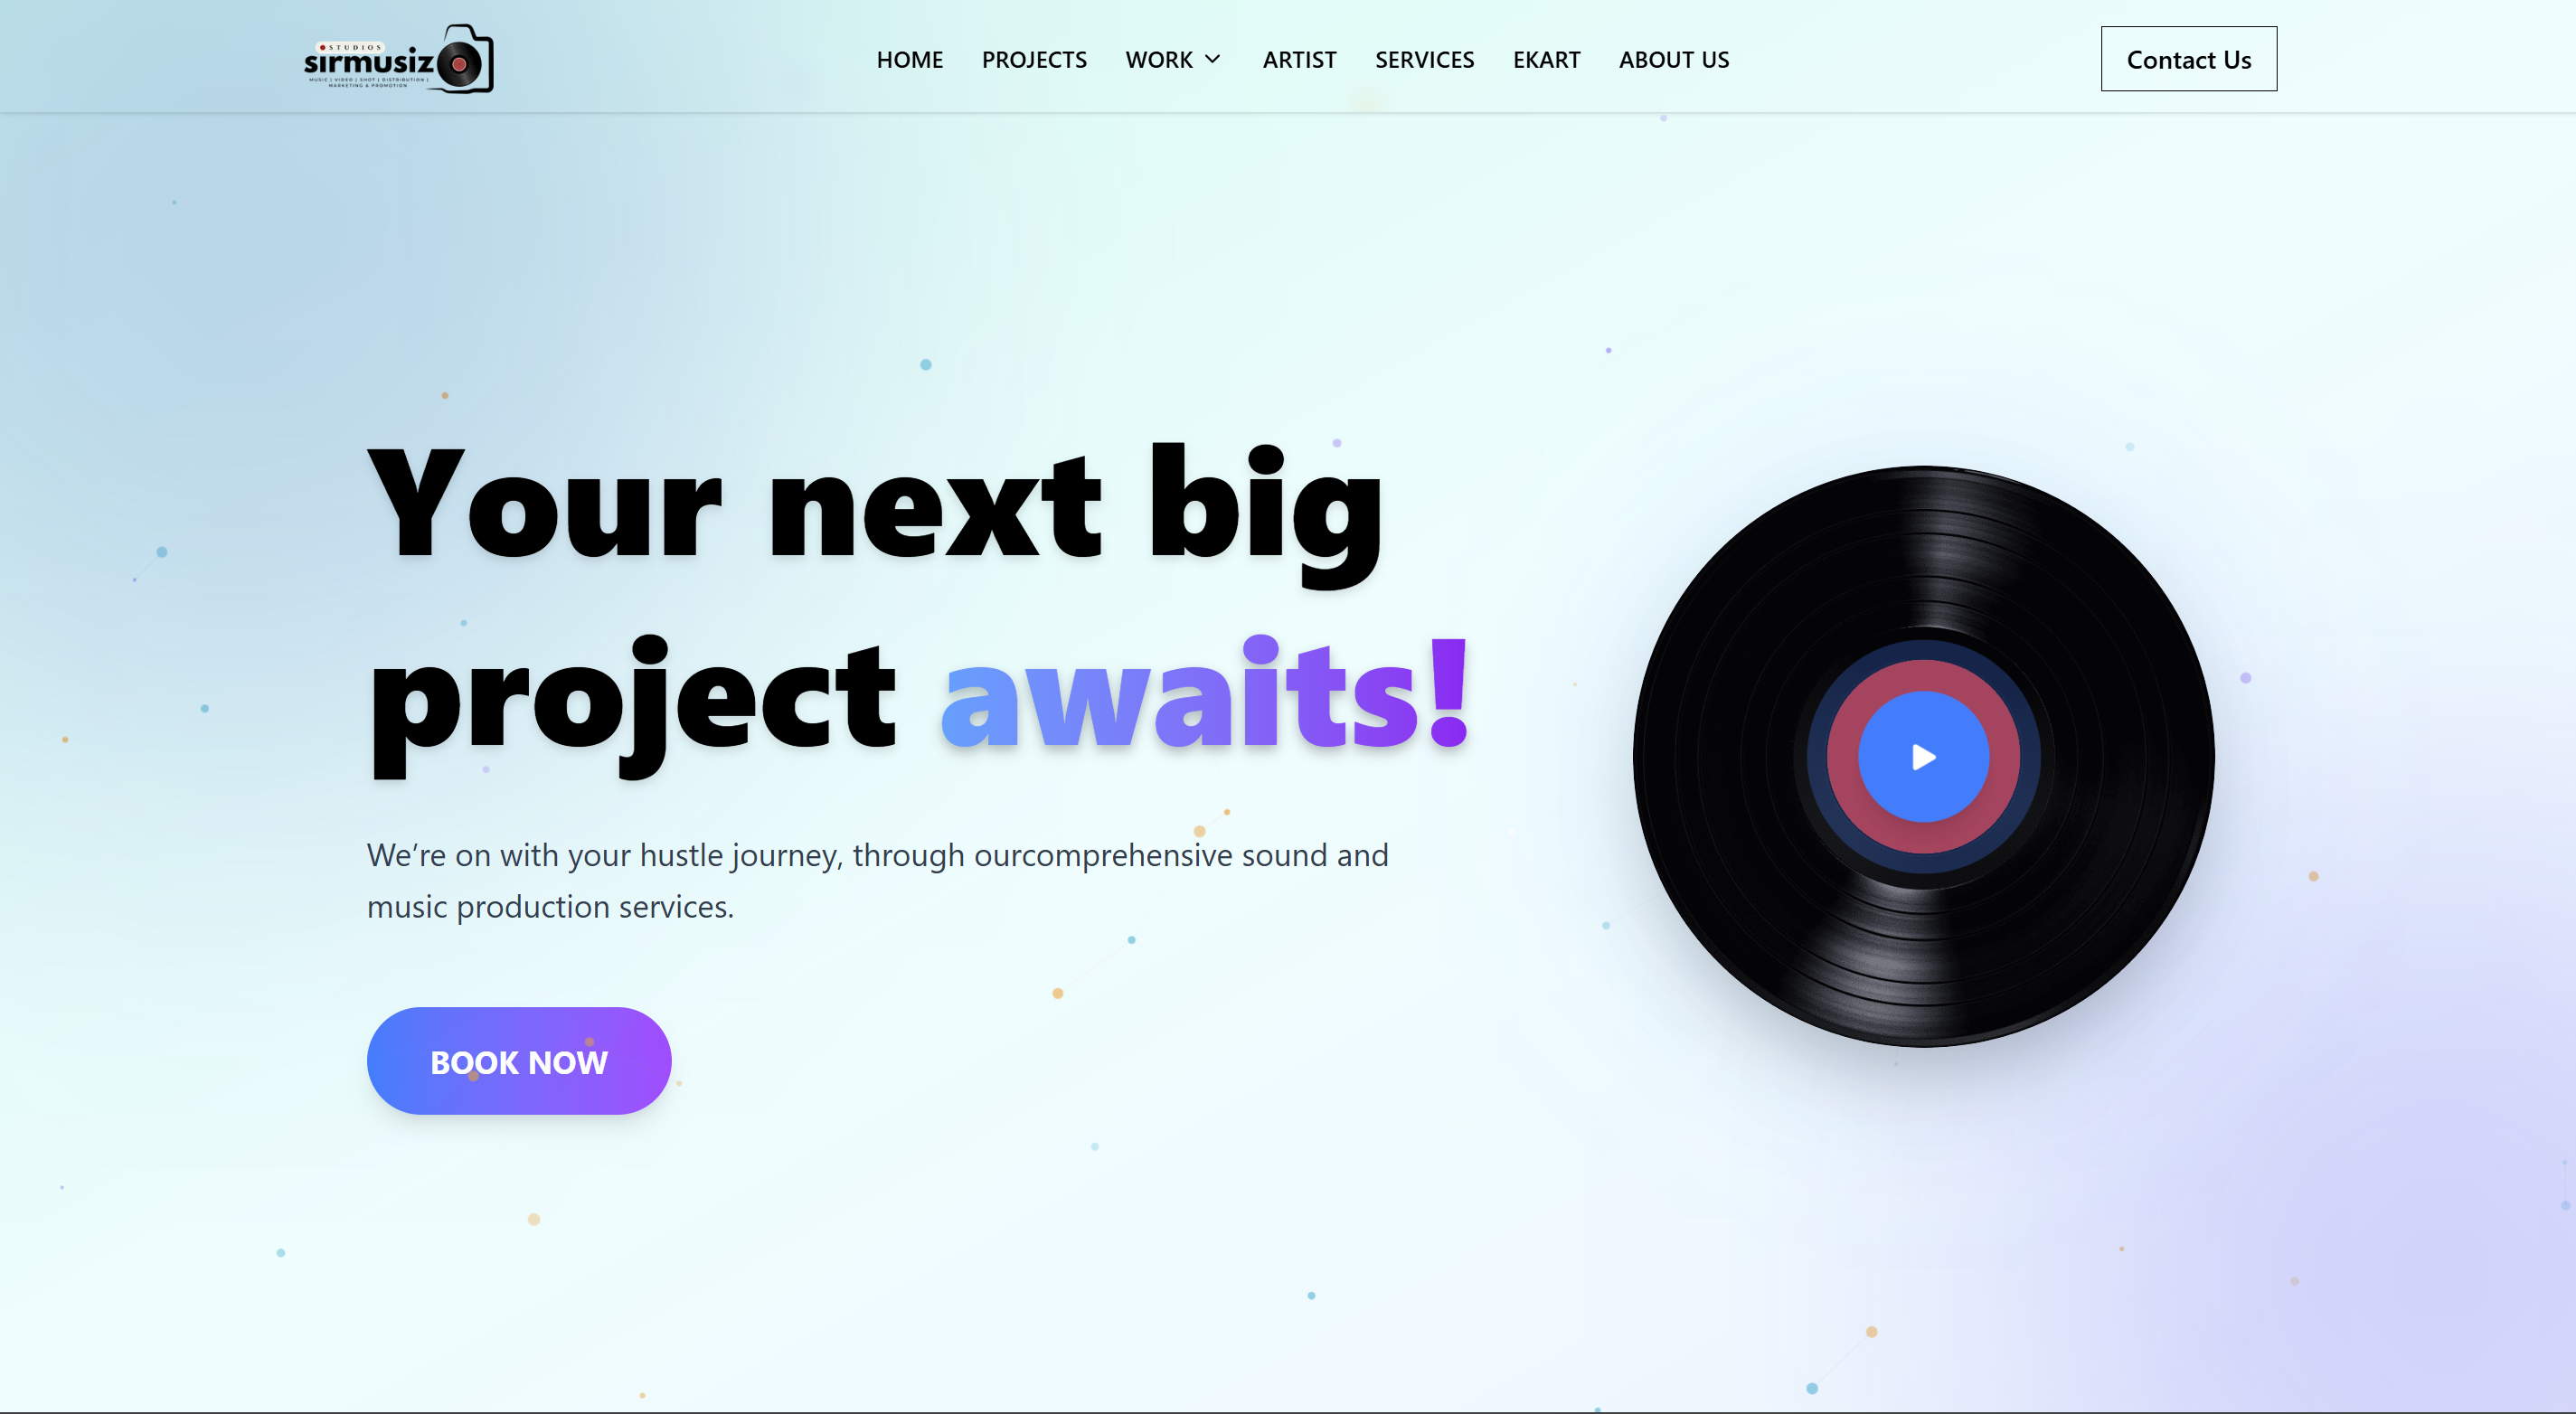 STUDIOS
sirmusiz
MUSIC | VIDEO | SHOT | DISTRIBUTION |
MARKETING & PROMOTION
HOME PROJECTS WORK ARTIST SERVICES EKART ABOUT US
Contact Us
Your next big
project awaits!
We’re on with your hustle journey, through ourcomprehensive sound and
music production services.
BOOK NOW